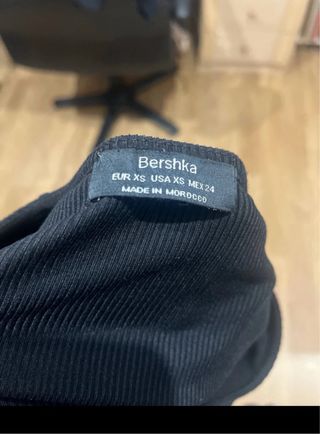 Bershka
EUR XS USA XS MEX 24
MADE IN MOROCCO